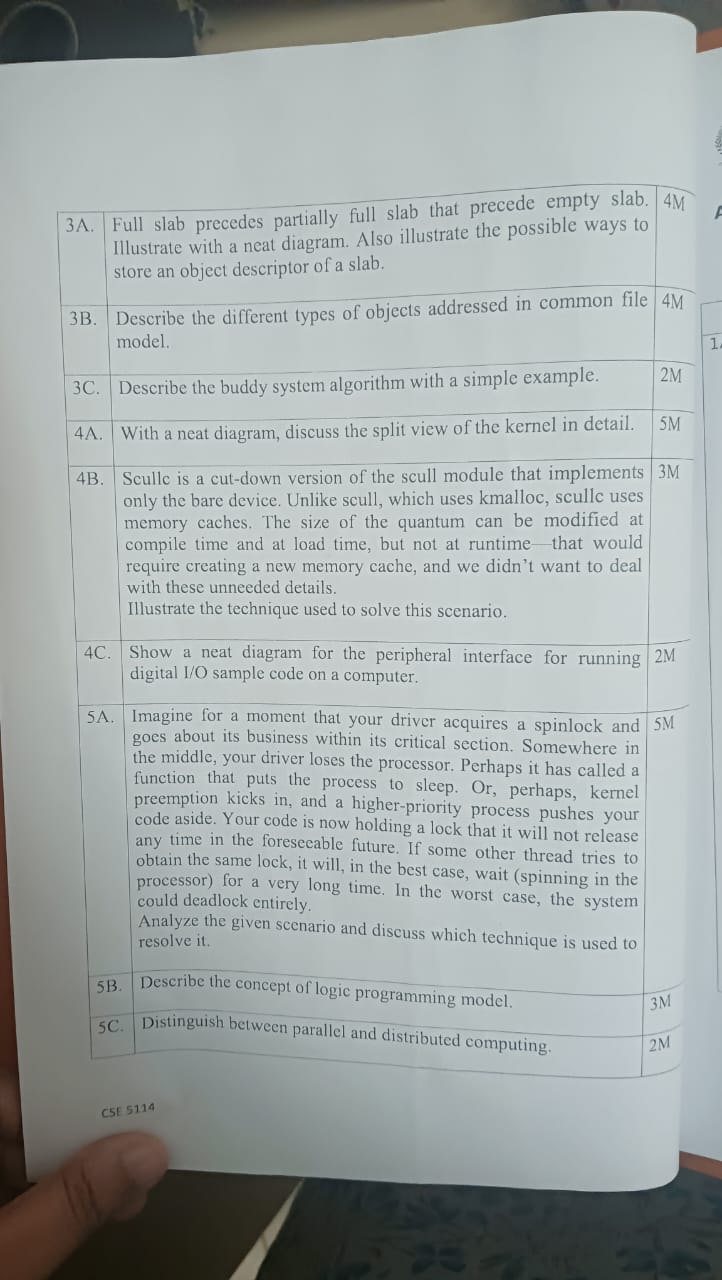 3A. Full slab precedes partially full slab that precede empty slab. 4M
Illustrate with a neat diagram. Also illustrate the possible ways to
store an object descriptor of a slab.
3B. Describe the different types of objects addressed in common file 4M
model.
3C. Describe the buddy system algorithm with a simple example. 2M
4A. With a neat diagram, discuss the split view of the kernel in detail. 5M
4B. Scullc is a cut-down version of the scull module that implements 3M
only the bare device. Unlike scull, which uses kmalloc, scullc uses
memory caches. The size of the quantum can be modified at
compile time and at load time, but not at runtime—that would
require creating a new memory cache, and we didn't want to deal
with these unneeded details.
Illustrate the technique used to solve this scenario.
4C. Show a neat diagram for the peripheral interface for running 2M
digital I/O sample code on a computer.
5A. Imagine for a moment that your driver acquires a spinlock and 5M
goes about its business within its critical section. Somewhere in
the middle, your driver loses the processor. Perhaps it has called a
function that puts the process to sleep. Or, perhaps, kernel
preemption kicks in, and a higher-priority process pushes your
code aside. Your code is now holding a lock that it will not release
any time in the foreseeable future. If some other thread tries to
obtain the same lock, it will, in the best case, wait (spinning in the
processor) for a very long time. In the worst case, the system
could deadlock entirely.
Analyze the given scenario and discuss which technique is used to
resolve it.
5B. Describe the concept of logic programming model. 3M
5C. Distinguish between parallel and distributed computing. 2M
CSE 5114